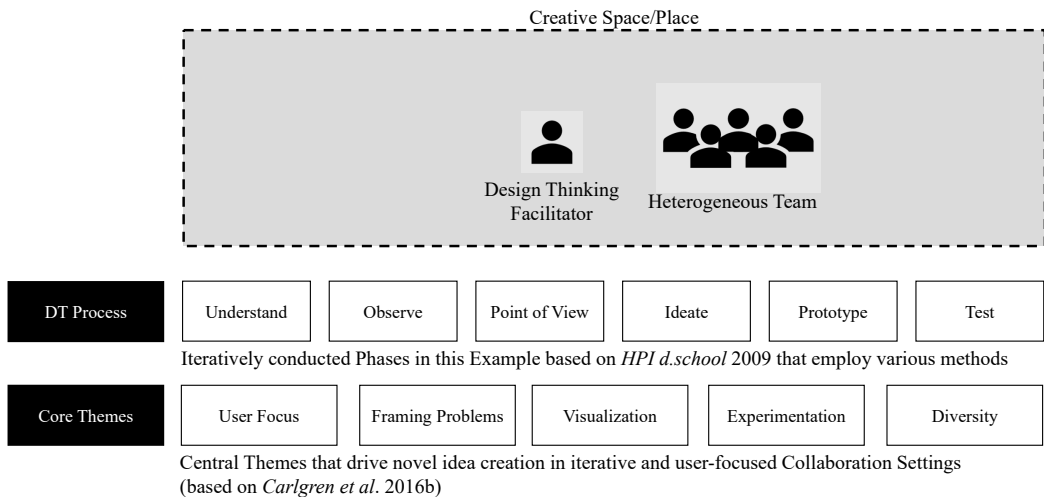 Creative Space/Place
Design Thinking
Facilitator
Heterogeneous Team
DT Process
Understand
Observe
Point of View
Ideate
Prototype
Test
Iteratively conducted Phases in this Example based on HPI d.school 2009 that employ various methods
Core Themes
User Focus
Framing Problems
Visualization
Experimentation
Diversity
Central Themes that drive novel idea creation in iterative and user-focused Collaboration Settings
(based on Carlgren et al. 2016b)